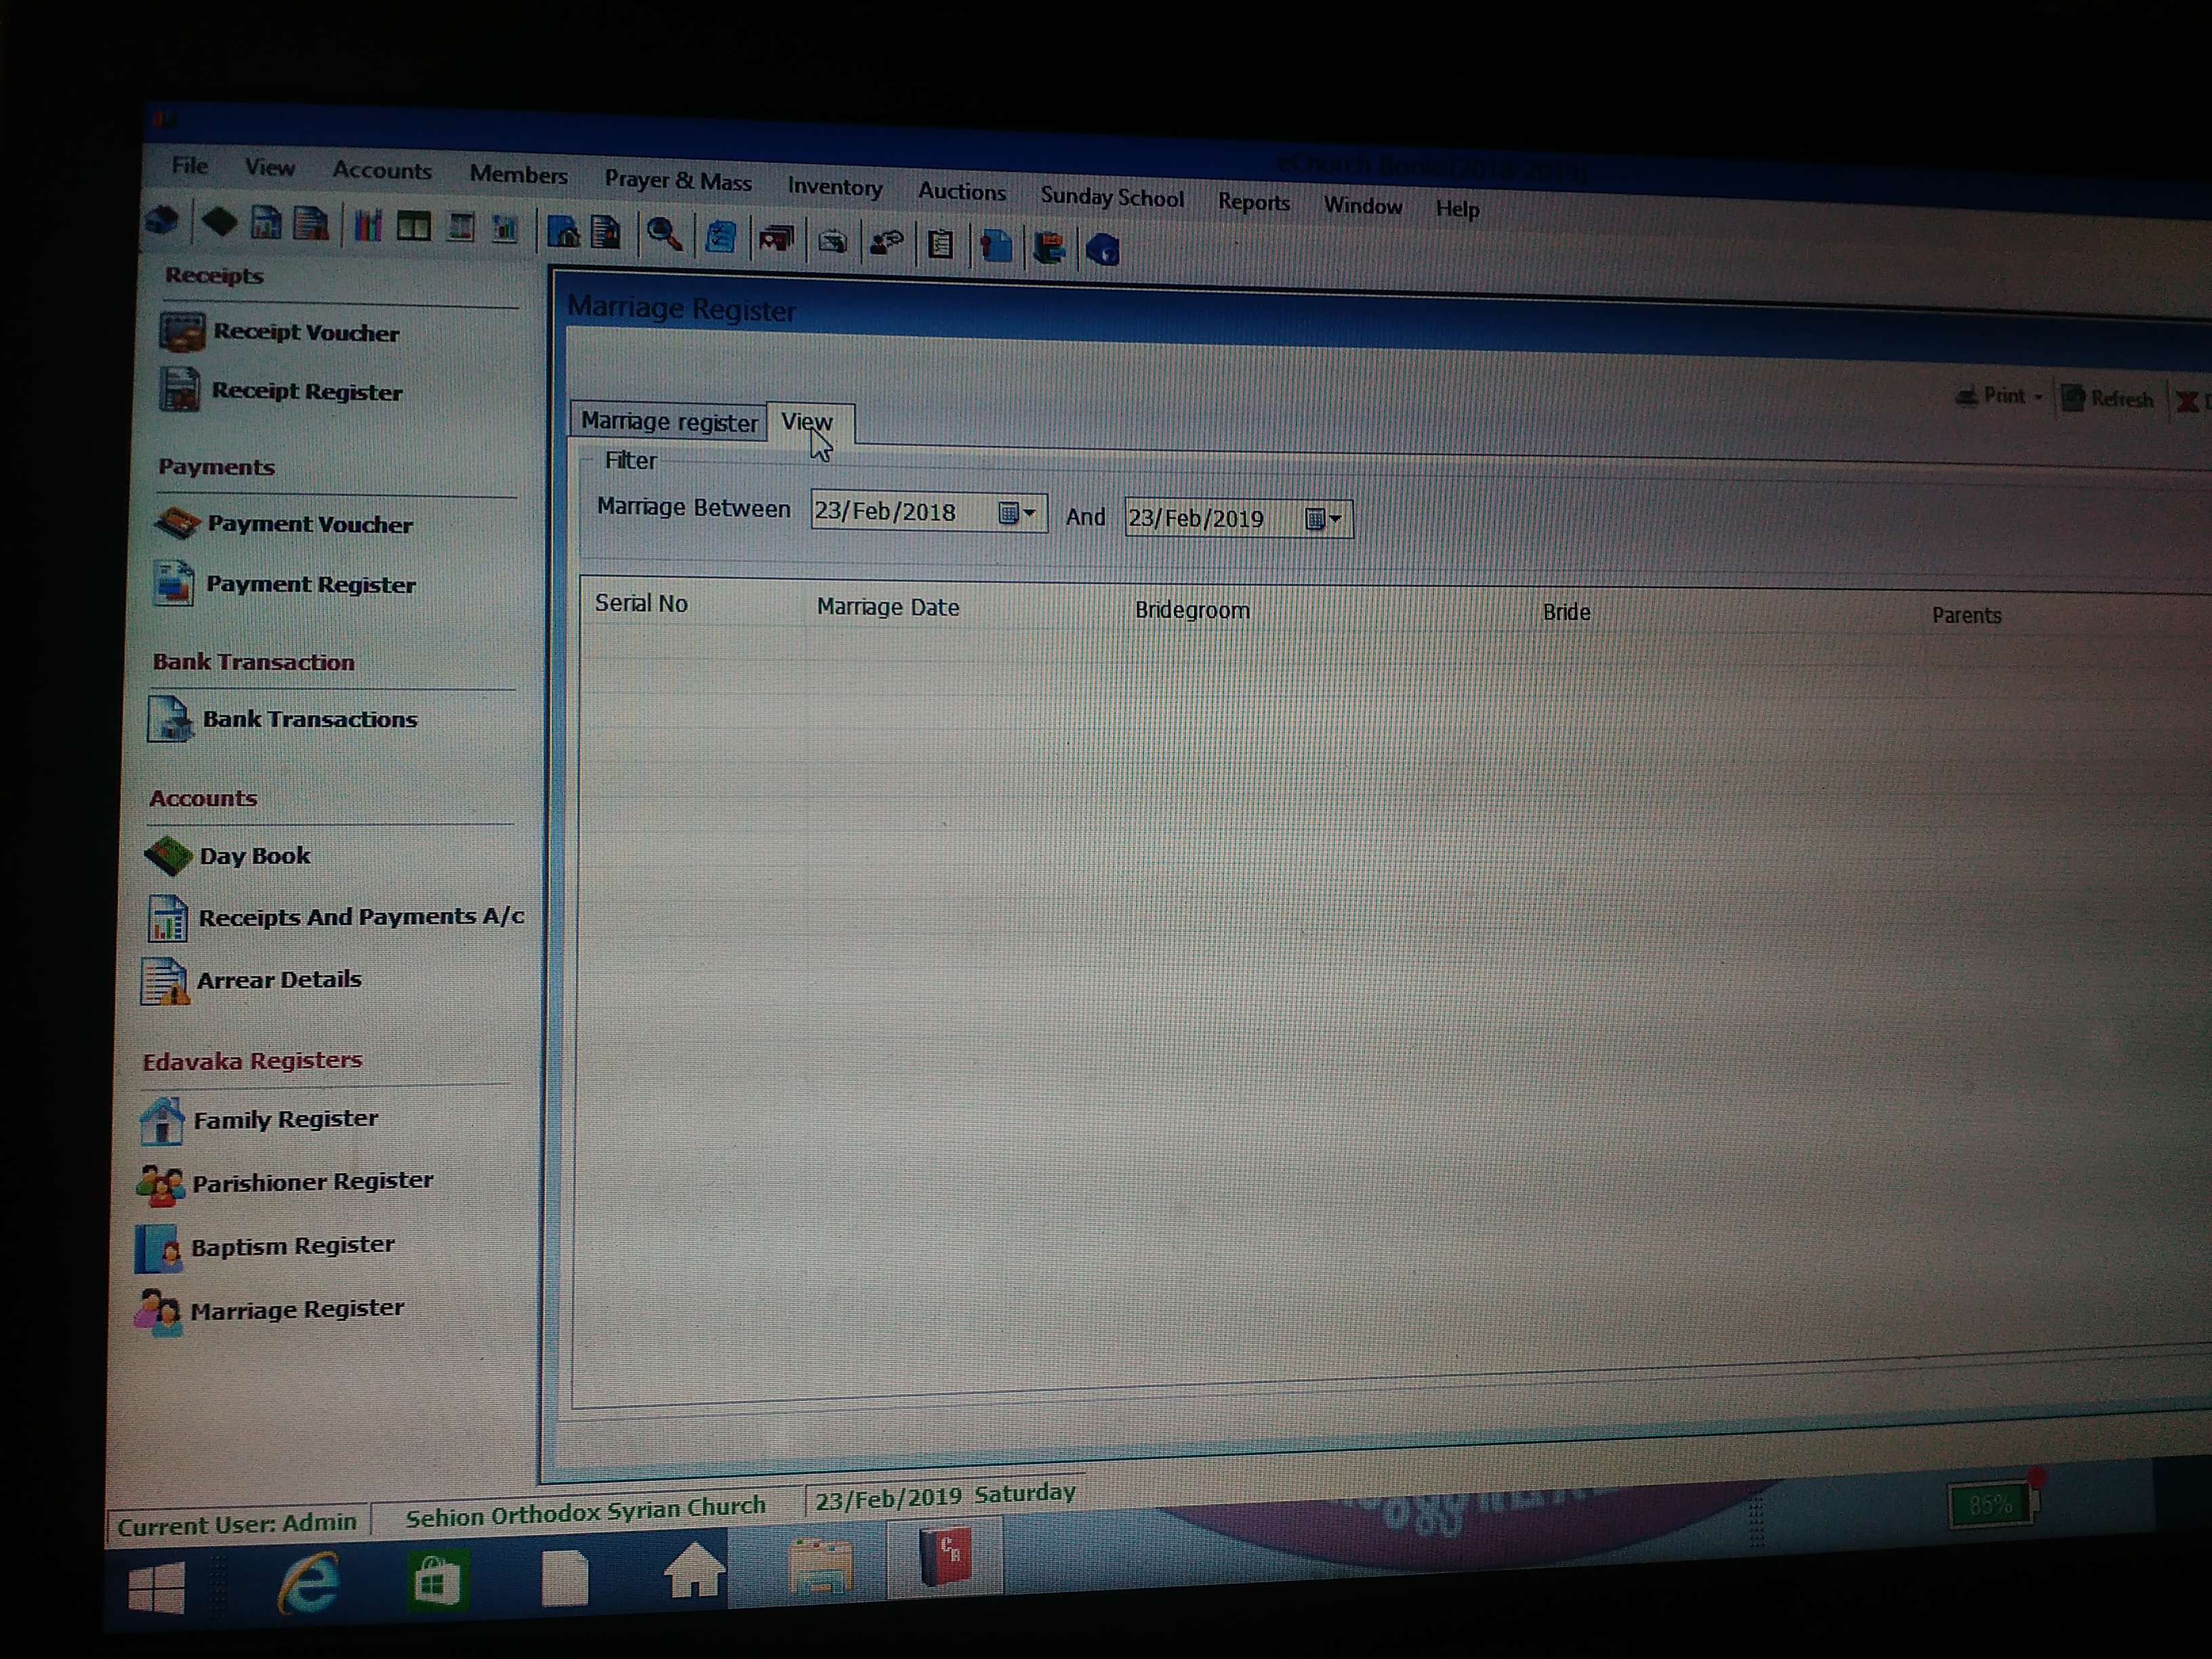 eChurch Books(2018-2019)
File View Accounts Members Prayer & Mass Inventory Auctions Sunday School Reports Window Help
Receipts
Receipt Voucher
Receipt Register
Payments
Payment Voucher
Payment Register
Bank Transaction
Bank Transactions
Accounts
Day Book
Receipts And Payments A/c
Arrear Details
Edavaka Registers
Family Register
Parishioner Register
Baptism Register
Marriage Register
Marriage Register
Print Refresh
Marriage register View
Filter
Marriage Between 23/Feb/2018 And 23/Feb/2019
Serial No Marriage Date Bridegroom Bride Parents
Current User: Admin Sehion Orthodox Syrian Church 23/Feb/2019 Saturday
85%